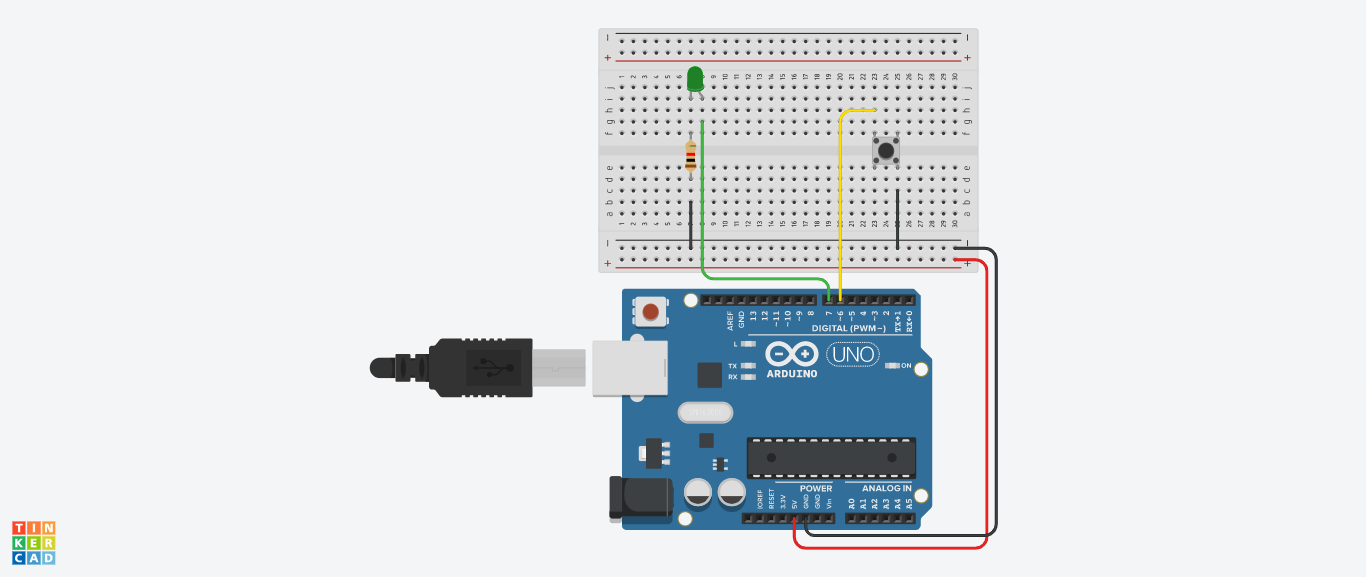 1 2 3 4 5 6 9 10 11 12 13 14 15 16 17 18 19 20 21 22 23 24 25 26 27 28 29 30
j
i
h
g
f
e
d
c
b
a
1 2 3 4 5 6 7 8 9 10 11 12 13 14 15 16 17 18 19 20 21 22 23 24 25 26 27 28 29 30
AREF
GND
13
12
~11
~10
~9
8
7
~6
~5
~4
~3
2
TX→1
RX←0
DIGITAL (PWM~)
L
TX
RX
ARDUINO
UNO
ON
POWER
ANALOG IN
IOREF
RESET
3.3V
5V
GND
GND
Vin
A0
A1
A2
A3
A4
A5
TIN
KER
CAD